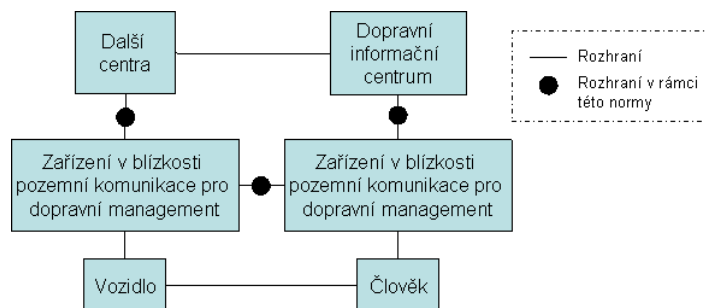 Další
centra
Dopravní
informační
centrum
Rozhraní
Rozhraní v rámci
této normy
Zařízení v blízkosti
pozemní komunikace pro
dopravní management
Zařízení v blízkosti
pozemní komunikace pro
dopravní management
Vozidlo
Člověk